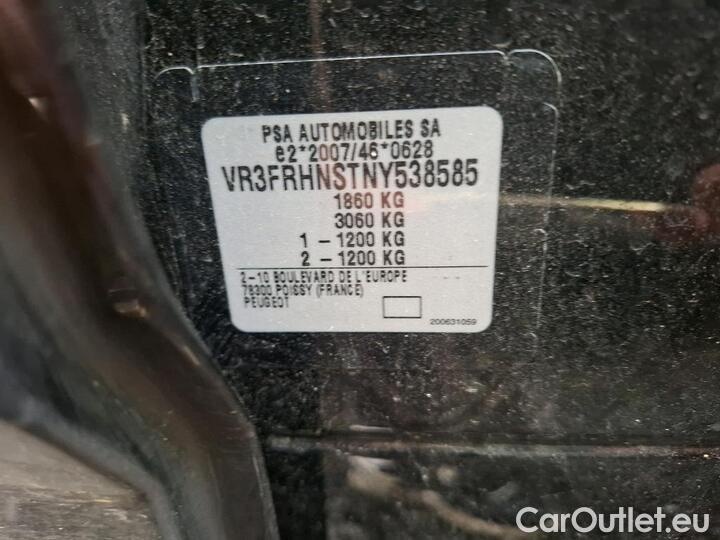 PSA AUTOMOBILES SA
e2*2007/46*0628
VR3FRHNSTNY538585
1860 KG
3060 KG
1 - 1200 KG
2 - 1200 KG
2-10 BOULEVARD DE L'EUROPE
78300 POISSY (FRANCE)
PEUGEOT
200631059
CarOutlet.eu